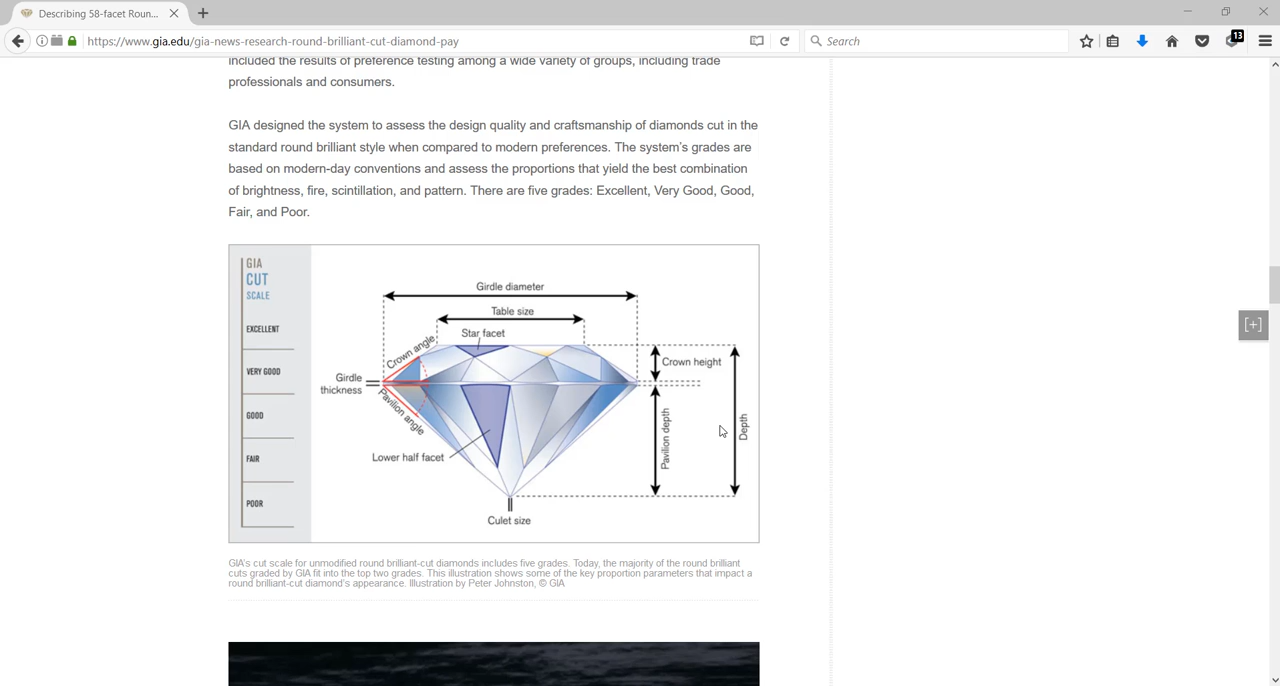 Describing 58-facet Roun...
https://www.gia.edu/gia-news-research-round-brilliant-cut-diamond-pay
Search
13
included the results of preference testing among a wide variety of groups, including trade
professionals and consumers.
GIA designed the system to assess the design quality and craftsmanship of diamonds cut in the
standard round brilliant style when compared to modern preferences. The system's grades are
based on modern-day conventions and assess the proportions that yield the best combination
of brightness, fire, scintillation, and pattern. There are five grades: Excellent, Very Good, Good,
Fair, and Poor.
GIA
CUT
SCALE
EXCELLENT
VERY GOOD
GOOD
FAIR
POOR
Girdle diameter
Table size
Star facet
Crown angle
Crown height
Girdle
thickness
Pavilion angle
Pavilion depth
Depth
Lower half facet
Culet size
GIA's cut scale for unmodified round brilliant-cut diamonds includes five grades. Today, the majority of the round brilliant
cuts graded by GIA fit into the top two grades. This illustration shows some of the key proportion parameters that impact a
round brilliant-cut diamond's appearance. Illustration by Peter Johnston, © GIA
[+]